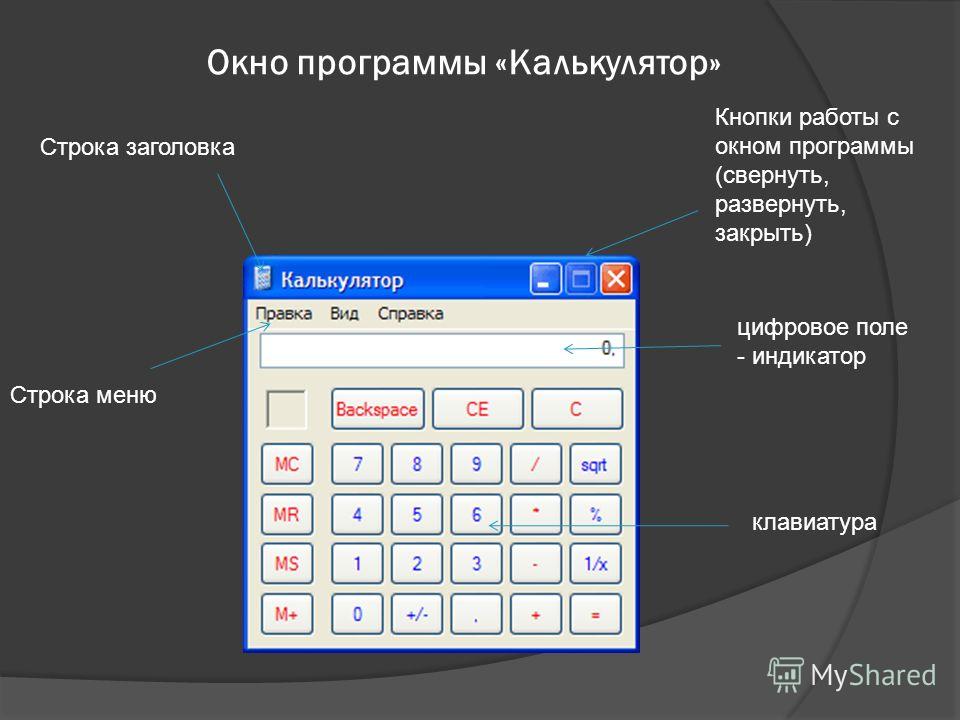 Окно программы «Калькулятор»
Строка заголовка
Кнопки работы с
окном программы
(свернуть,
развернуть,
закрыть)
Калькулятор
Правка Вид Справка
0,
цифровое поле
- индикатор
Строка меню
Backspace CE C
MC 7 8 9 / sqrt
MR 4 5 6 * %
клавиатура
MS 1 2 3 - 1/x
M+ 0 +/- , + =
MyShared